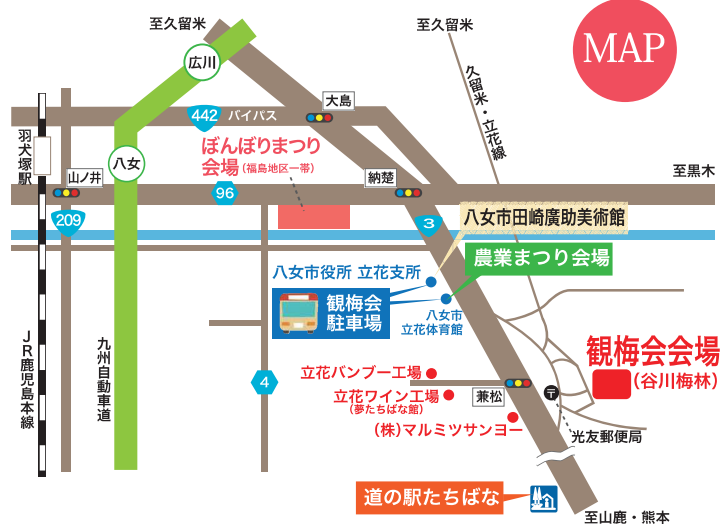 至久留米
至久留米
MAP
広川
久留米・立花線
442
バイパス
大島
羽犬塚駅
ぼんぼりまつり
会場(福島地区一帯)
八女
山ノ井
96
納楚
至黒木
209
3
八女市田崎廣助美術館
農業まつり会場
八女市役所 立花支所
観梅会
駐車場
八女市
立花体育館
JR鹿児島本線
九州自動車道
観梅会会場
(谷川梅林)
立花バンブー工場
4
立花ワイン工場
(夢たちばな館)
兼松
〒
(株)マルミツサンヨー
光友郵便局
道の駅たちばな
至山鹿・熊本